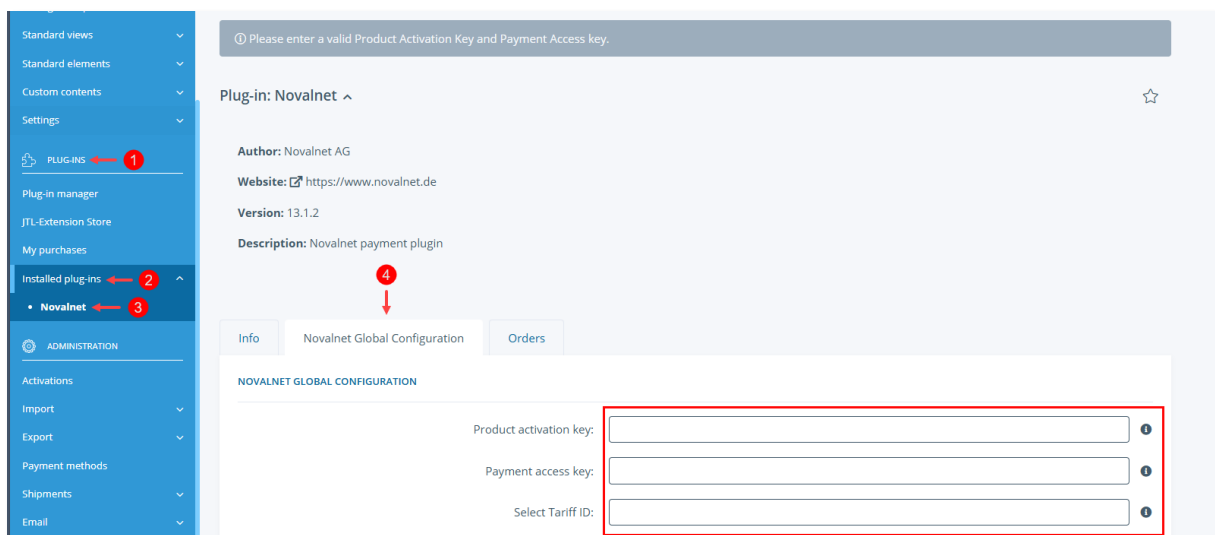 Standard views
Standard elements
Custom contents
Settings
PLUG-INS
1
Plug-in manager
JTL-Extension Store
My purchases
Installed plug-ins
2
Novalnet
3
ADMINISTRATION
Activations
Import
Export
Payment methods
Shipments
Email
Please enter a valid Product Activation Key and Payment Access key.
Plug-in: Novalnet
Author: Novalnet AG
Website: https://www.novalnet.de
Version: 13.1.2
Description: Novalnet payment plugin
4
Info Novalnet Global Configuration Orders
NOVALNET GLOBAL CONFIGURATION
Product activation key:
Payment access key:
Select Tariff ID: